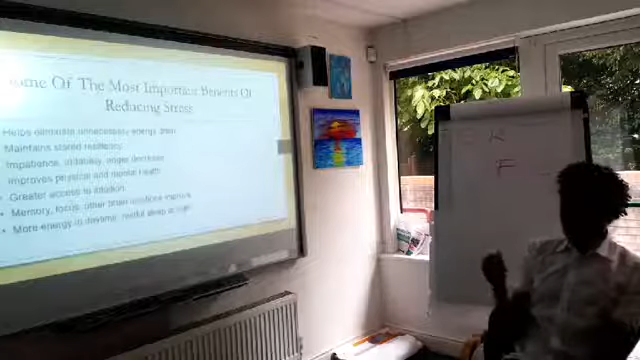 ome Of The Most Important Benefits Of
Reducing Stress
Helps eliminate unnecessary energy drain
Maintains stored resiliency
Impatience, irritability, anger decrease
Improves physical and mental health
• Greater access to intuition
• Memory, focus, other brain functions improve
• More energy in daytime, restful sleep at night
K
F